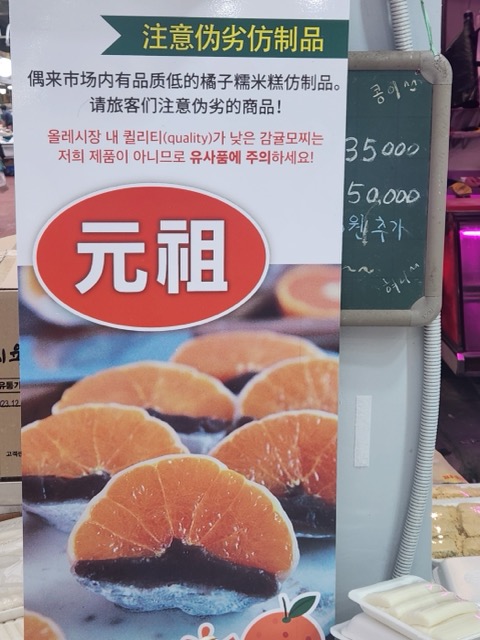 注意伪劣仿制品
偶来市场内有品质低的橘子糯米糕仿制品。
请旅客们注意伪劣的商品!
올레시장 내 퀄리티(quality)가 낮은 감귤모찌는
저희 제품이 아니므로 유사품에 주의하세요!
元祖
35000
50,000
원 추가